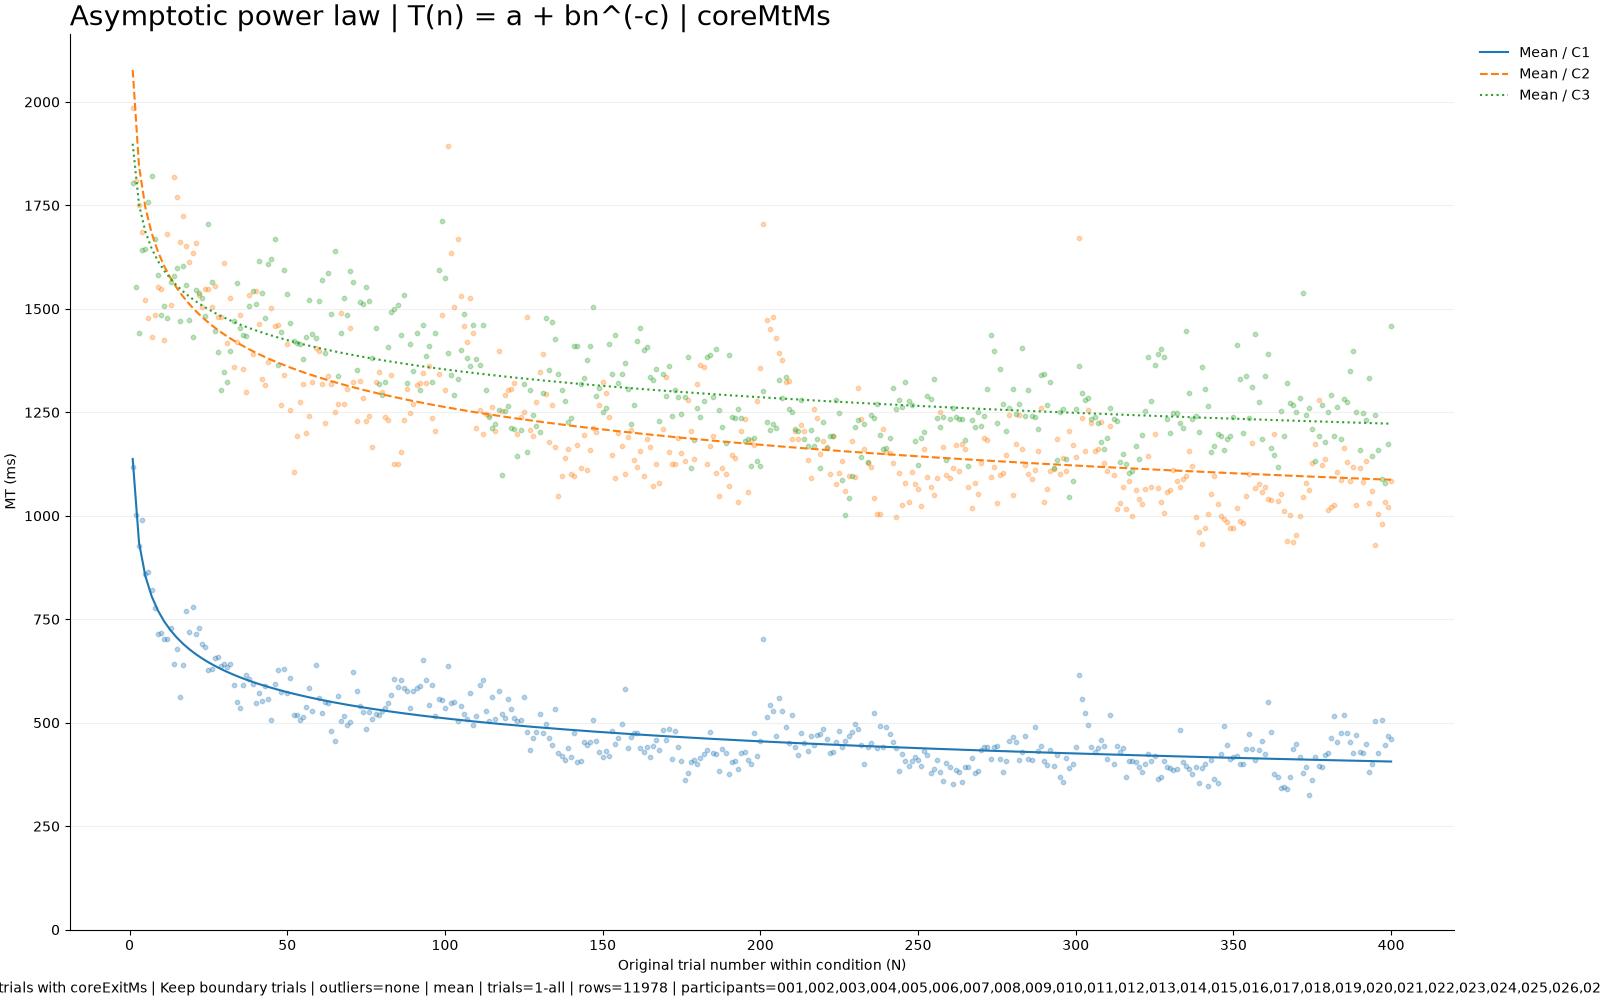 Asymptotic power law | T(n) = a + bn^(-c) | coreMtMs
Mean / C1
Mean / C2
Mean / C3
2000
1750
1500
1250
1000
750
500
250
0
MT (ms)
0 50 100 150 200 250 300 350 400
Original trial number within condition (N)
trials with coreExitMs | Keep boundary trials | outliers=none | mean | trials=1-all | rows=11978 | participants=001,002,003,004,005,006,007,008,009,010,011,012,013,014,015,016,017,018,019,020,021,022,023,024,025,026,02